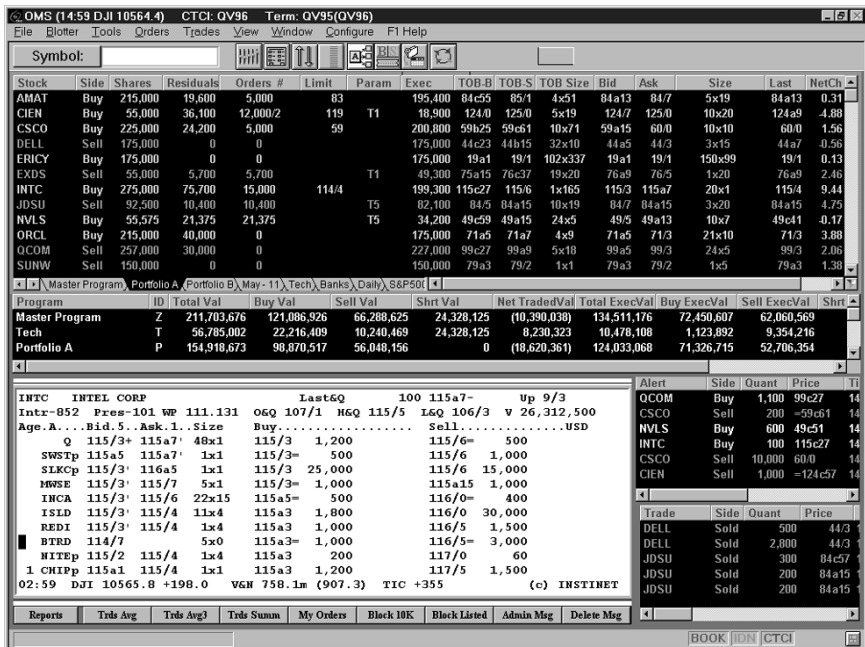 OMS (14:59 DJI 10564.4) CTCI: QV96 Term: QV95(QV96)
File Blotter Tools Orders Trades View Window Configure F1 Help
Symbol:
Stock Side Shares Residuals Orders # Limit Param Exec TOB-B TOB-S TOB Size Bid Ask Size Last NetCh
AMAT Buy 215,000 19,600 5,000 83 195,400 84c55 85/1 4x51 84a13 84/7 5x19 84a13 0.31
CIEN Buy 55,000 36,100 12,000/2 119 T1 18,900 124/0 125/0 5x19 124/7 125/0 10x20 124a9 -4.88
CSCO Buy 225,000 24,200 5,000 59 200,800 59b25 59c61 10x71 59a15 60/0 10x10 60/0 1.56
DELL Sell 175,000 0 0 175,000 44c23 44b15 32x10 44a5 44/3 3x15 44a7 -0.56
ERICY Buy 175,000 0 0 175,000 19a1 19/1 102x337 19a1 19/1 150x99 19/1 0.13
EXDS Sell 55,000 5,700 5,700 T1 49,300 75a15 76c37 19x20 76a9 76/5 1x20 76a9 2.46
INTC Buy 275,000 75,700 15,000 114/4 199,300 115c27 115/6 1x165 115/3 115a7 20x1 115/4 9.44
JDSU Sell 92,500 10,400 10,400 T5 82,100 84/5 84a15 10x19 84/7 84a15 3x20 84a15 4.75
NVLS Buy 55,575 21,375 21,375 T5 34,200 49c59 49a15 24x5 49/5 49a13 10x7 49c41 -0.17
ORCL Buy 215,000 40,000 0 175,000 71a5 71a7 4x9 71a5 71/3 21x10 71/3 3.88
QCOM Sell 257,000 30,000 0 227,000 99c27 99a9 5x18 99a5 99/3 24x5 99/3 2.06
SUNW Sell 150,000 0 0 150,000 79a3 79/2 1x1 79a3 79/2 1x5 79a3 1.38
Master Program Portfolio A Portfolio B May - 11 Tech Banks Daily S&P500
Program ID Total Val Buy Val Sell Val Shrt Val Net TradedVal Total ExecVal Buy ExecVal Sell ExecVal Shrt
Master Program Z 211,703,676 121,086,926 66,288,625 24,328,125 (10,390,038) 134,511,176 72,450,607 62,060,569
Tech T 56,785,002 22,216,409 10,240,469 24,328,125 8,230,323 10,478,108 1,123,892 9,354,216
Portfolio A P 154,918,673 98,870,517 56,048,156 0 (18,620,361) 124,033,068 71,326,715 52,706,354
INTC INTEL CORP Last&Q 100 115a7- Up 9/3
Intr-852 Pres-101 WP 111.131 O&Q 107/1 H&Q 115/5 L&Q 106/3 V 26,312,500
Age.A....Bid.5..Ask.1..Size Buy.................. Sell..................USD
Q 115/3+ 115a7' 48x1 115/3 1,200 115/6= 500
SWSTp 115a5 115a7' 1x1 115/3= 500 115/6 1,000
SLKCp 115/3' 116a5 1x1 115/3 25,000 115/6 15,000
MWSE 115/3' 115/7 5x1 115/3= 1,000 115a15 1,000
INCA 115/3' 115/6 22x15 115a5= 500 116/0= 400
ISLD 115/3' 115/4 11x4 115a3 1,800 116/0 30,000
REDI 115/3' 115/4 1x4 115a3 1,000 116/5 1,500
BTRD 114/7 5x0 115a3= 1,000 116/5= 3,000
NITEp 115/2 115/4 1x4 115a3 200 117/0 60
1 CHIPp 115a1 115/4 1x1 115a3 1,200 117/5 1,500
02:59 DJI 10565.8 +198.0 V&N 758.1m (907.3) TIC +355 (c) INSTINET
Alert Side Quant Price Ti
QCOM Buy 1,100 99c27 14
CSCO Sell 200 =59c61 14
NVLS Buy 600 49c51 14
INTC Buy 100 115c27 14
CSCO Sell 10,000 60/0 14
CIEN Sell 1,000 =124c57 14
Trade Side Quant Price
DELL Sold 500 44/3 1
DELL Sold 2,800 44/3 1
JDSU Sold 300 84c57 1
JDSU Sold 200 84a15 1
JDSU Sold 200 84a15 1
Reports Trds Avg Trds Avg3 Trds Summ My Orders Block 10K Block Listed Admin Msg Delete Msg
BOOK IDN CTCI